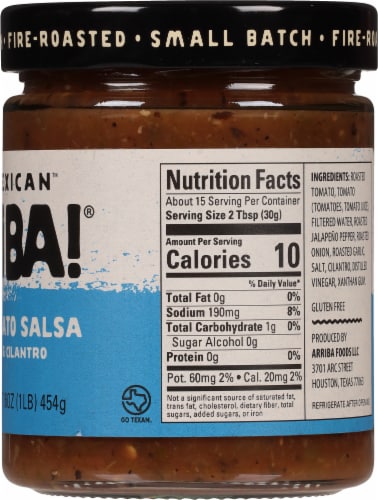 FIRE-ROASTED • SMALL BATCH • FIRE-ROA
EXICAN™
BA!®
ATO SALSA
& CILANTRO
OZ (1LB) 454g
GO TEXAN.
Nutrition Facts
About 15 Serving Per Container
Serving Size 2 Tbsp (30g)
Amount Per Serving
Calories 10
% Daily Value*
Total Fat 0g 0%
Sodium 190mg 8%
Total Carbohydrate 1g 0%
Sugar Alcohol 0g
Protein 0g 0%
Pot. 60mg 2% • Cal. 20mg 2%
Not a significant source of saturated fat,
trans fat, cholesterol, dietary fiber, total
sugars, added sugars, or iron
INGREDIENTS: ROASTED
TOMATO, TOMATO
(TOMATOES, TOMATO JUICE),
FILTERED WATER, ROASTED
JALAPEÑO PEPPER, ROASTED
ONION, ROASTED GARLIC,
SALT, CILANTRO, DISTILLED
VINEGAR, XANTHAN GUM.
GLUTEN FREE
PRODUCED BY
ARRIBA FOODS LLC
3701 ARC STREET
HOUSTON, TEXAS 77063
REFRIGERATE AFTER OPENING